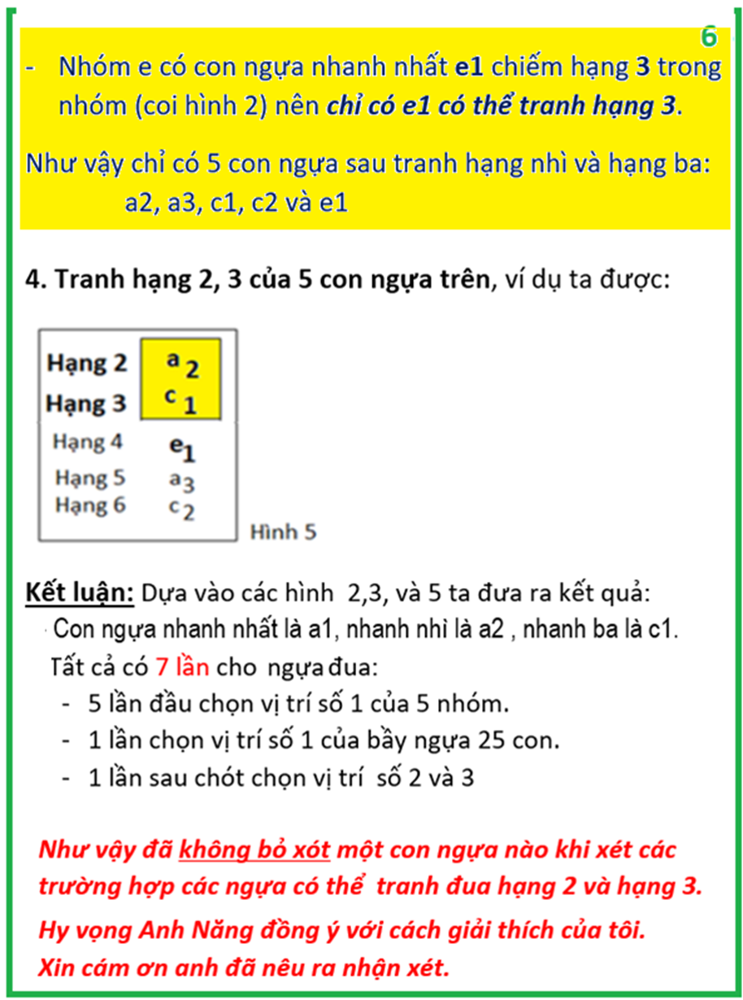 6
- Nhóm e có con ngựa nhanh nhất e1 chiếm hạng 3 trong
nhóm (coi hình 2) nên chỉ có e1 có thể tranh hạng 3.
Như vậy chỉ có 5 con ngựa sau tranh hạng nhì và hạng ba:
a2, a3, c1, c2 và e1
4. Tranh hạng 2, 3 của 5 con ngựa trên, ví dụ ta được:
Hạng 2 a 2
Hạng 3 c 1
Hạng 4 e1
Hạng 5 a 3
Hạng 6 c 2
Hình 5
Kết luận: Dựa vào các hình 2,3, và 5 ta đưa ra kết quả:
Con ngựa nhanh nhất là a1, nhanh nhì là a2 , nhanh ba là c1.
Tất cả có 7 lần cho ngựa đua:
- 5 lần đầu chọn vị trí số 1 của 5 nhóm.
- 1 lần chọn vị trí số 1 của bầy ngựa 25 con.
- 1 lần sau chót chọn vị trí số 2 và 3
Như vậy đã không bỏ xót một con ngựa nào khi xét các
trường hợp các ngựa có thể tranh đua hạng 2 và hạng 3.
Hy vọng Anh Năng đồng ý với cách giải thích của tôi.
Xin cám ơn anh đã nêu ra nhận xét.